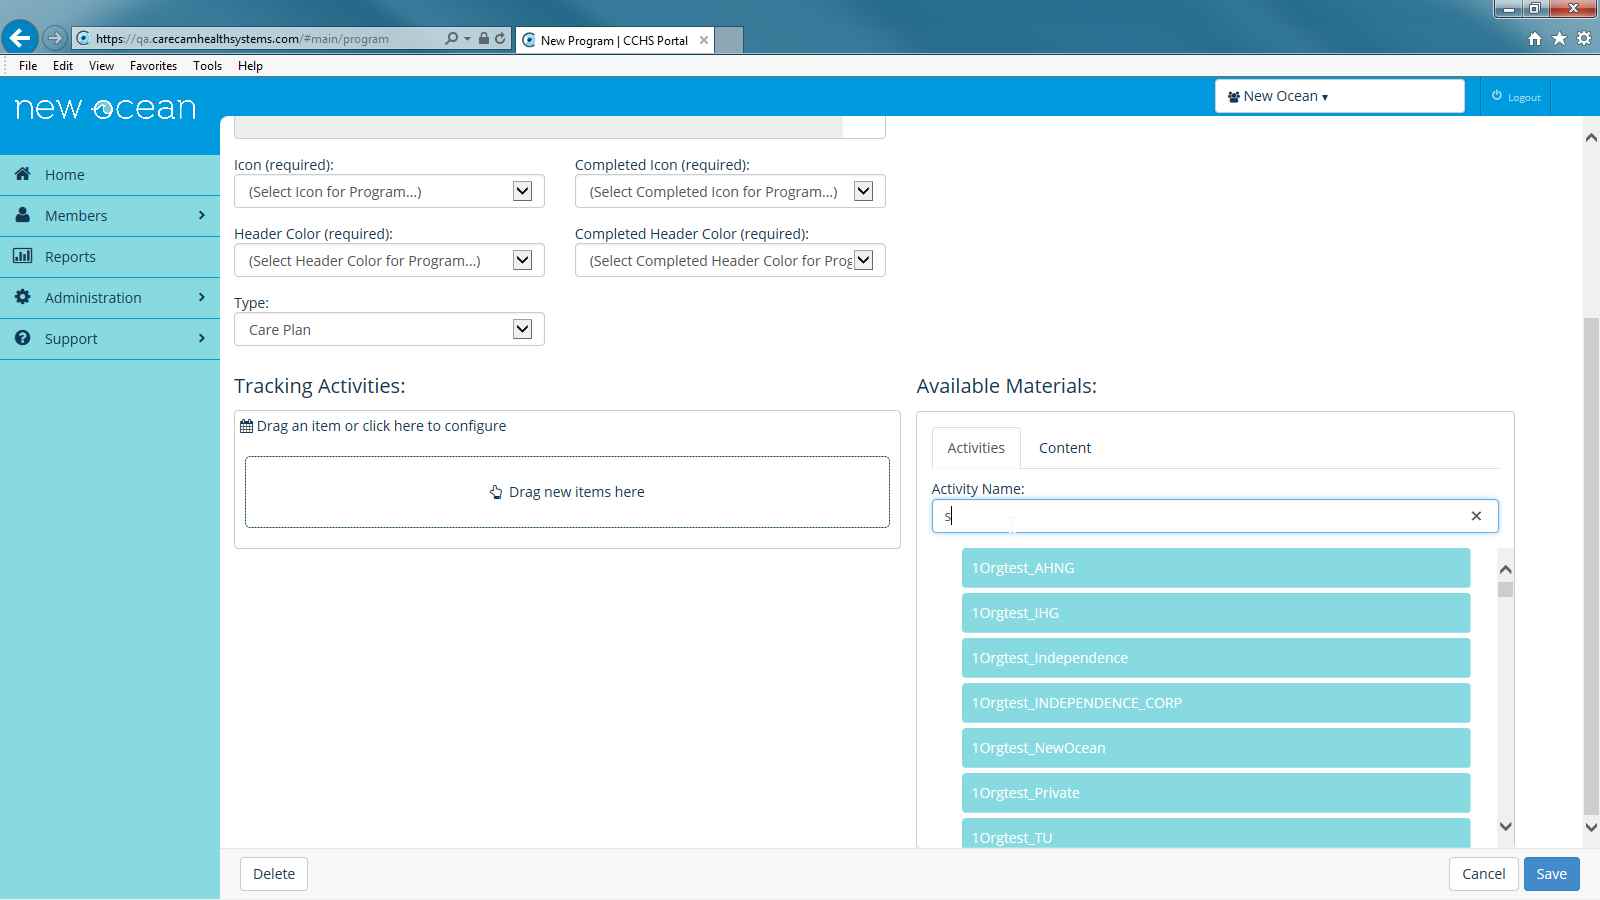 https://qa.carecamhealthsystems.com/#main/program
New Program | CCHS Portal
File Edit View Favorites Tools Help
new ocean
New Ocean
Logout
Home
Members
Reports
Administration
Support
Icon (required):
Completed Icon (required):
(Select Icon for Program...)
(Select Completed Icon for Program...)
Header Color (required):
Completed Header Color (required):
(Select Header Color for Program...)
(Select Completed Header Color for Prog
Type:
Care Plan
Tracking Activities:
Available Materials:
Drag an item or click here to configure
Drag new items here
Activities
Content
Activity Name:
s
1Orgtest_AHNG
1Orgtest_IHG
1Orgtest_Independence
1Orgtest_INDEPENDENCE_CORP
1Orgtest_NewOcean
1Orgtest_Private
1Orgtest_TU
Delete
Cancel
Save